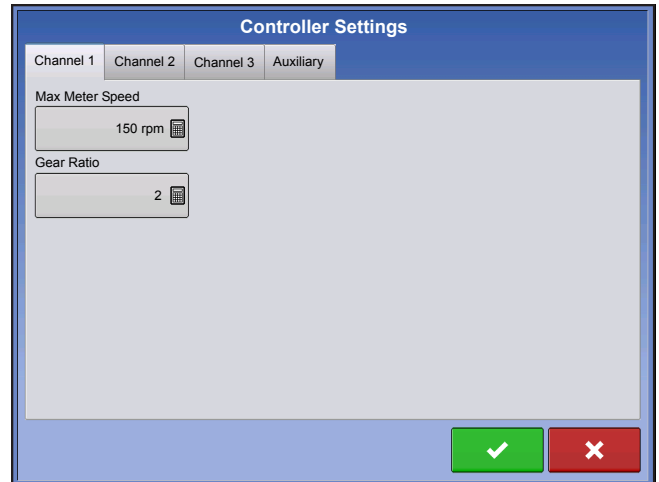 Controller Settings
Channel 1 Channel 2 Channel 3 Auxiliary
Max Meter Speed
150 rpm
Gear Ratio
2